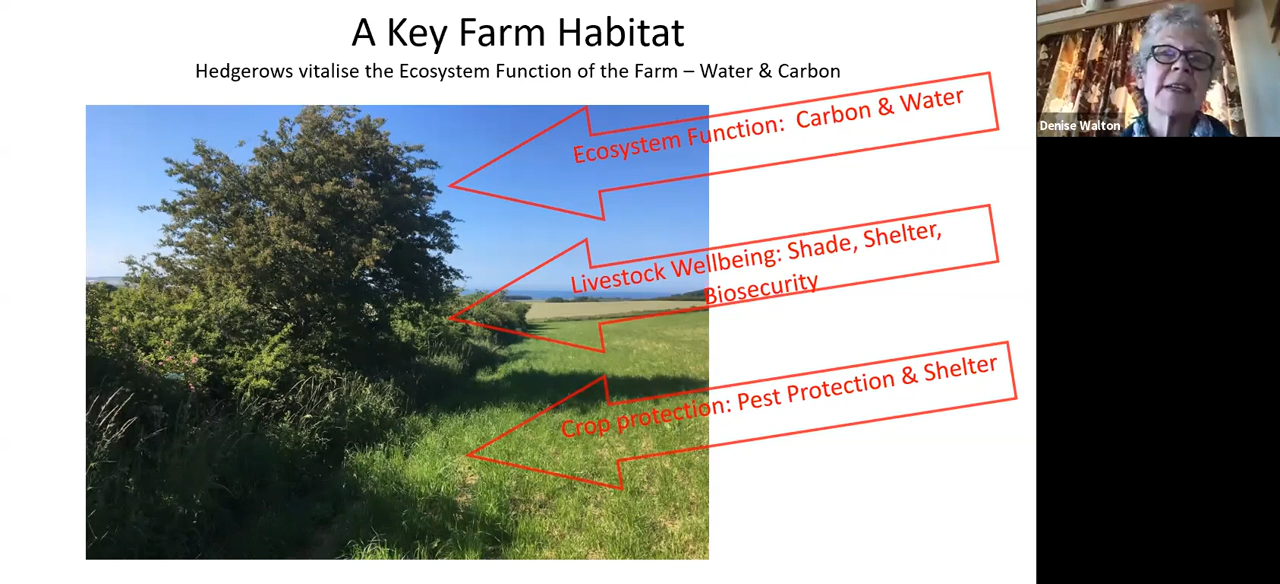 A Key Farm Habitat
Hedgerows vitalise the Ecosystem Function of the Farm – Water & Carbon
Ecosystem Function: Carbon & Water
Denise Walton
Livestock Wellbeing: Shade, Shelter,
Biosecurity
Crop protection: Pest Protection & Shelter